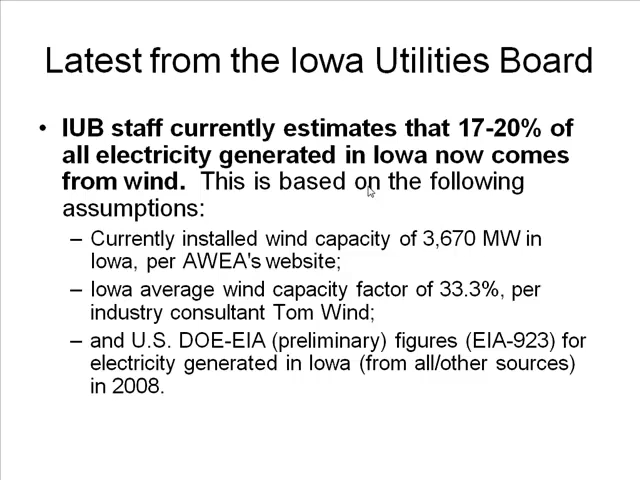 Latest from the Iowa Utilities Board
• IUB staff currently estimates that 17-20% of
all electricity generated in Iowa now comes
from wind. This is based on the following
assumptions:
– Currently installed wind capacity of 3,670 MW in
Iowa, per AWEA's website;
– Iowa average wind capacity factor of 33.3%, per
industry consultant Tom Wind;
– and U.S. DOE-EIA (preliminary) figures (EIA-923) for
electricity generated in Iowa (from all/other sources)
in 2008.